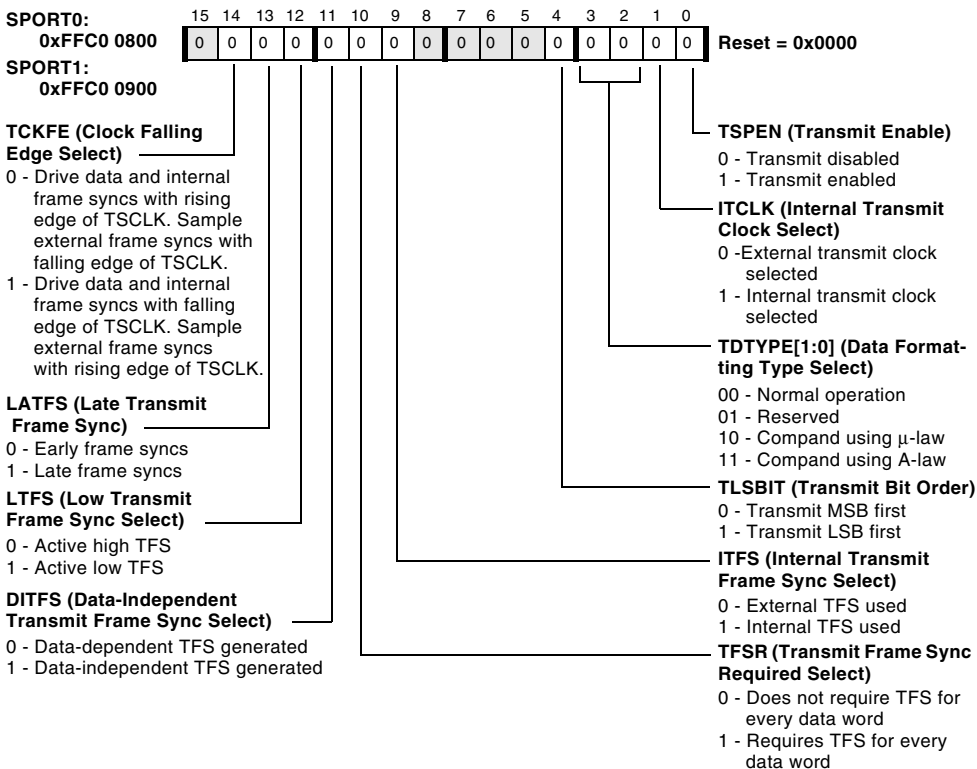 SPORT0:
0xFFC0 0800
SPORT1:
0xFFC0 0900
15 14 13 12 11 10 9 8 7 6 5 4 3 2 1 0
0 0 0 0 0 0 0 0 0 0 0 0 0 0 0 0
Reset = 0x0000
TCKFE (Clock Falling
Edge Select)
0 - Drive data and internal
frame syncs with rising
edge of TSCLK. Sample
external frame syncs with
falling edge of TSCLK.
1 - Drive data and internal
frame syncs with falling
edge of TSCLK. Sample
external frame syncs
with rising edge of TSCLK.
LATFS (Late Transmit
Frame Sync)
0 - Early frame syncs
1 - Late frame syncs
LTFS (Low Transmit
Frame Sync Select)
0 - Active high TFS
1 - Active low TFS
DITFS (Data-Independent
Transmit Frame Sync Select)
0 - Data-dependent TFS generated
1 - Data-independent TFS generated
TSPEN (Transmit Enable)
0 - Transmit disabled
1 - Transmit enabled
ITCLK (Internal Transmit
Clock Select)
0 -External transmit clock
selected
1 - Internal transmit clock
selected
TDTYPE[1:0] (Data Format-
ting Type Select)
00 - Normal operation
01 - Reserved
10 - Compand using µ-law
11 - Compand using A-law
TLSBIT (Transmit Bit Order)
0 - Transmit MSB first
1 - Transmit LSB first
ITFS (Internal Transmit
Frame Sync Select)
0 - External TFS used
1 - Internal TFS used
TFSR (Transmit Frame Sync
Required Select)
0 - Does not require TFS for
every data word
1 - Requires TFS for every
data word